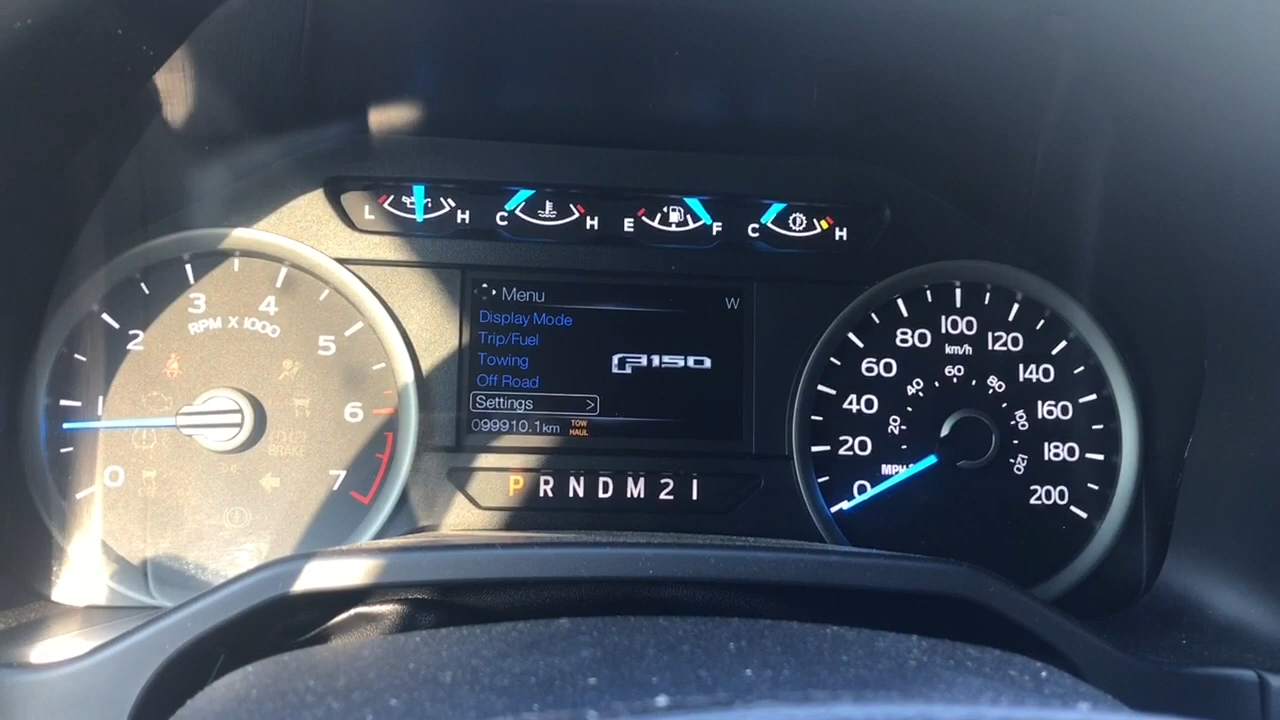 L H C H E F C H
3 4
RPM X 1000
2 5
1 6
0 7
BRAKE
Menu W
Display Mode
Trip/Fuel
Towing
Off Road
Settings >
099910.1km TOW HAUL
F-150
P R N D M 2 1
0 20 40 60 80 100 120 140 160 180 200
km/h
20 40 60 80 100 120
MPH